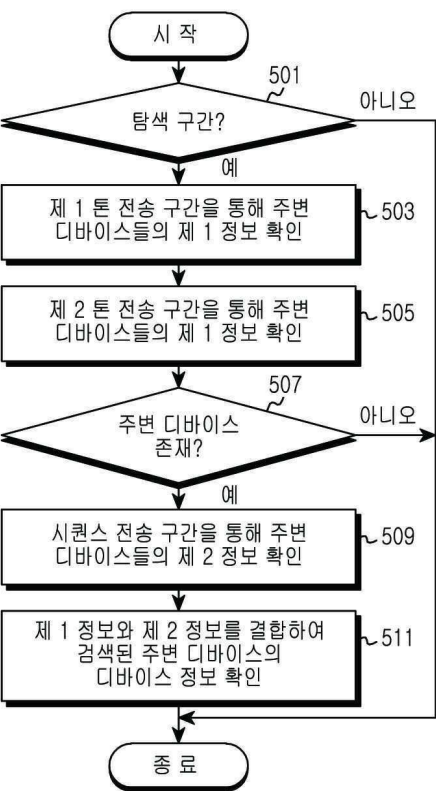 시 작
501
탐색 구간?
아니오
예
제 1 톤 전송 구간을 통해 주변
디바이스들의 제 1 정보 확인
503
제 2 톤 전송 구간을 통해 주변
디바이스들의 제 1 정보 확인
505
507
주변 디바이스
존재?
아니오
예
시퀀스 전송 구간을 통해 주변
디바이스들의 제 2 정보 확인
509
제 1 정보와 제 2 정보를 결합하여
검색된 주변 디바이스의
디바이스 정보 확인
511
종 료